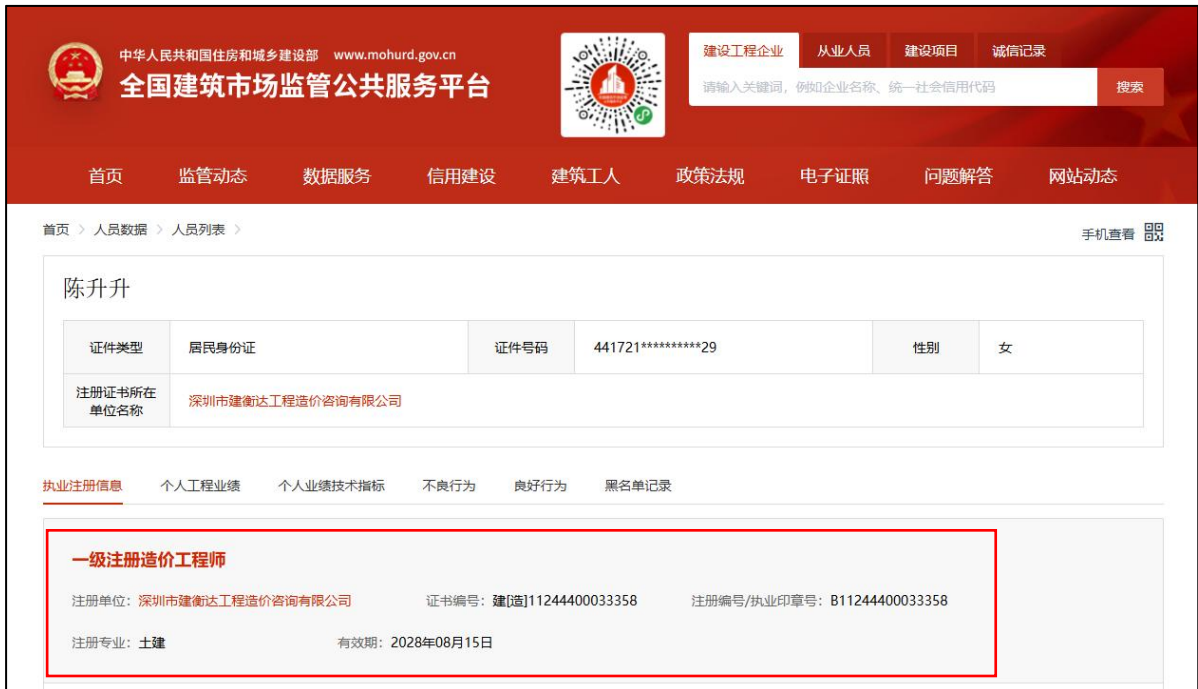 中华人民共和国住房和城乡建设部 www.mohurd.gov.cn
全国建筑市场监管公共服务平台
建设工程企业 从业人员 建设项目 诚信记录
请输入关键词，例如企业名称、统一社会信用代码 搜索
首页 监管动态 数据服务 信用建设 建筑工人 政策法规 电子证照 问题解答 网站动态
首页 > 人员数据 > 人员列表 >
手机查看
陈升升
证件类型 居民身份证 证件号码 441721**********29 性别 女
注册证书所在
单位名称
深圳市建衡达工程造价咨询有限公司
执业注册信息 个人工程业绩 个人业绩技术指标 不良行为 良好行为 黑名单记录
一级注册造价工程师
注册单位：深圳市建衡达工程造价咨询有限公司 证书编号：建[造]11244400033358 注册编号/执业印章号：B11244400033358
注册专业：土建 有效期：2028年08月15日